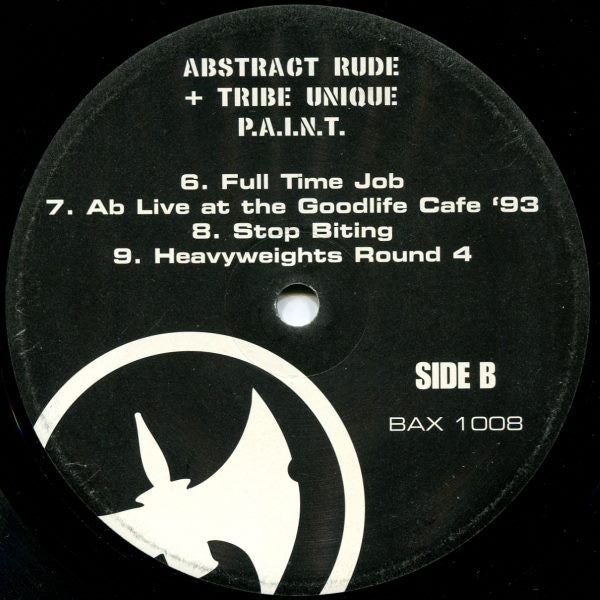 ABSTRACT RUDE
+ TRIBE UNIQUE
P.A.I.N.T.
6. Full Time Job
7. Ab Live at the Goodlife Cafe ‘93
8. Stop Biting
9. Heavyweights Round 4
SIDE B
BAX 1008